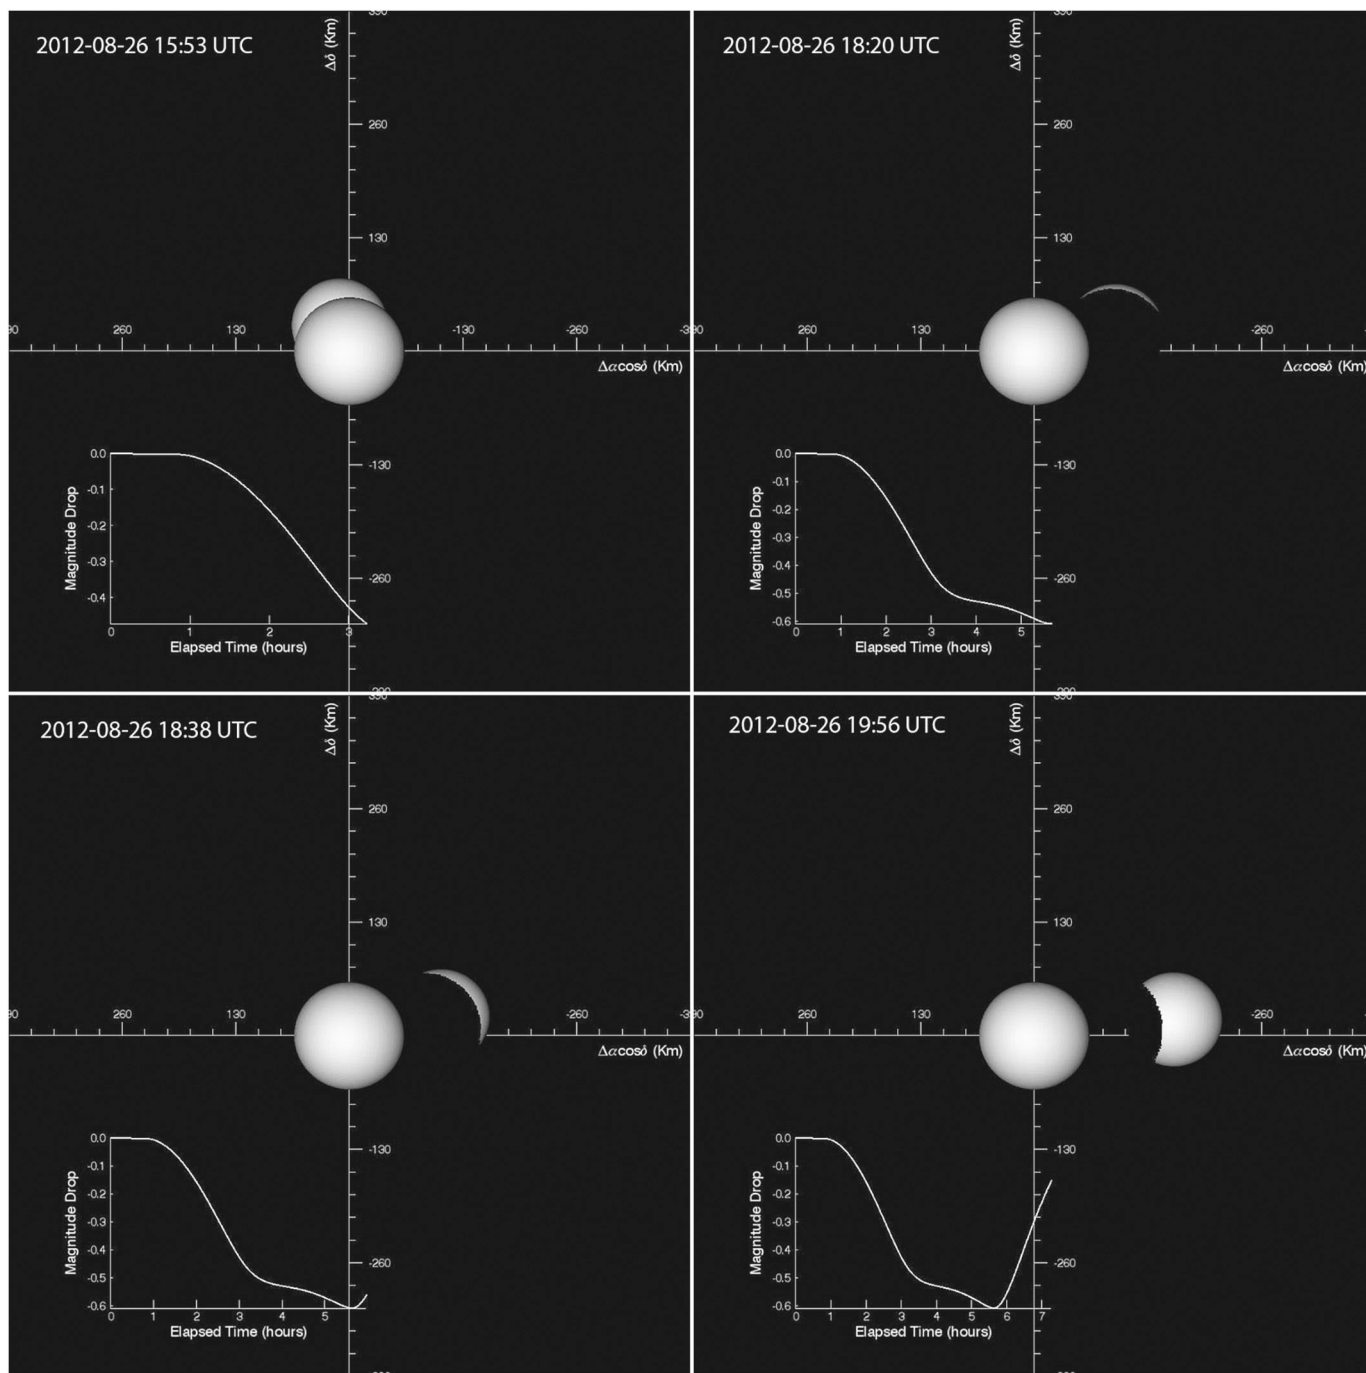 2012-08-26 15:53 UTC
Δδ (Km)
390
260
130
90 260 130 -130 -390
Δαcosδ (Km)
-130
-260
Magnitude Drop
0.0
-0.1
-0.2
-0.3
-0.4
0 1 2 3
Elapsed Time (hours)
2012-08-26 18:20 UTC
Δδ (Km)
390
260
130
260 130 -260
Δαcosδ (Km)
-130
-260
Magnitude Drop
0.0
-0.1
-0.2
-0.3
-0.4
-0.5
-0.6
0 1 2 3 4 5
Elapsed Time (hours)
2012-08-26 18:38 UTC
Δδ (Km)
390
260
130
90 260 130 -260 -390
Δαcosδ (Km)
-130
-260
Magnitude Drop
0.0
-0.1
-0.2
-0.3
-0.4
-0.5
-0.6
0 1 2 3 4 5
Elapsed Time (hours)
2012-08-26 19:56 UTC
Δδ (Km)
390
260
130
260 130 -260
Δαcosδ (Km)
-130
-260
Magnitude Drop
0.0
-0.1
-0.2
-0.3
-0.4
-0.5
-0.6
0 1 2 3 4 5 6 7
Elapsed Time (hours)